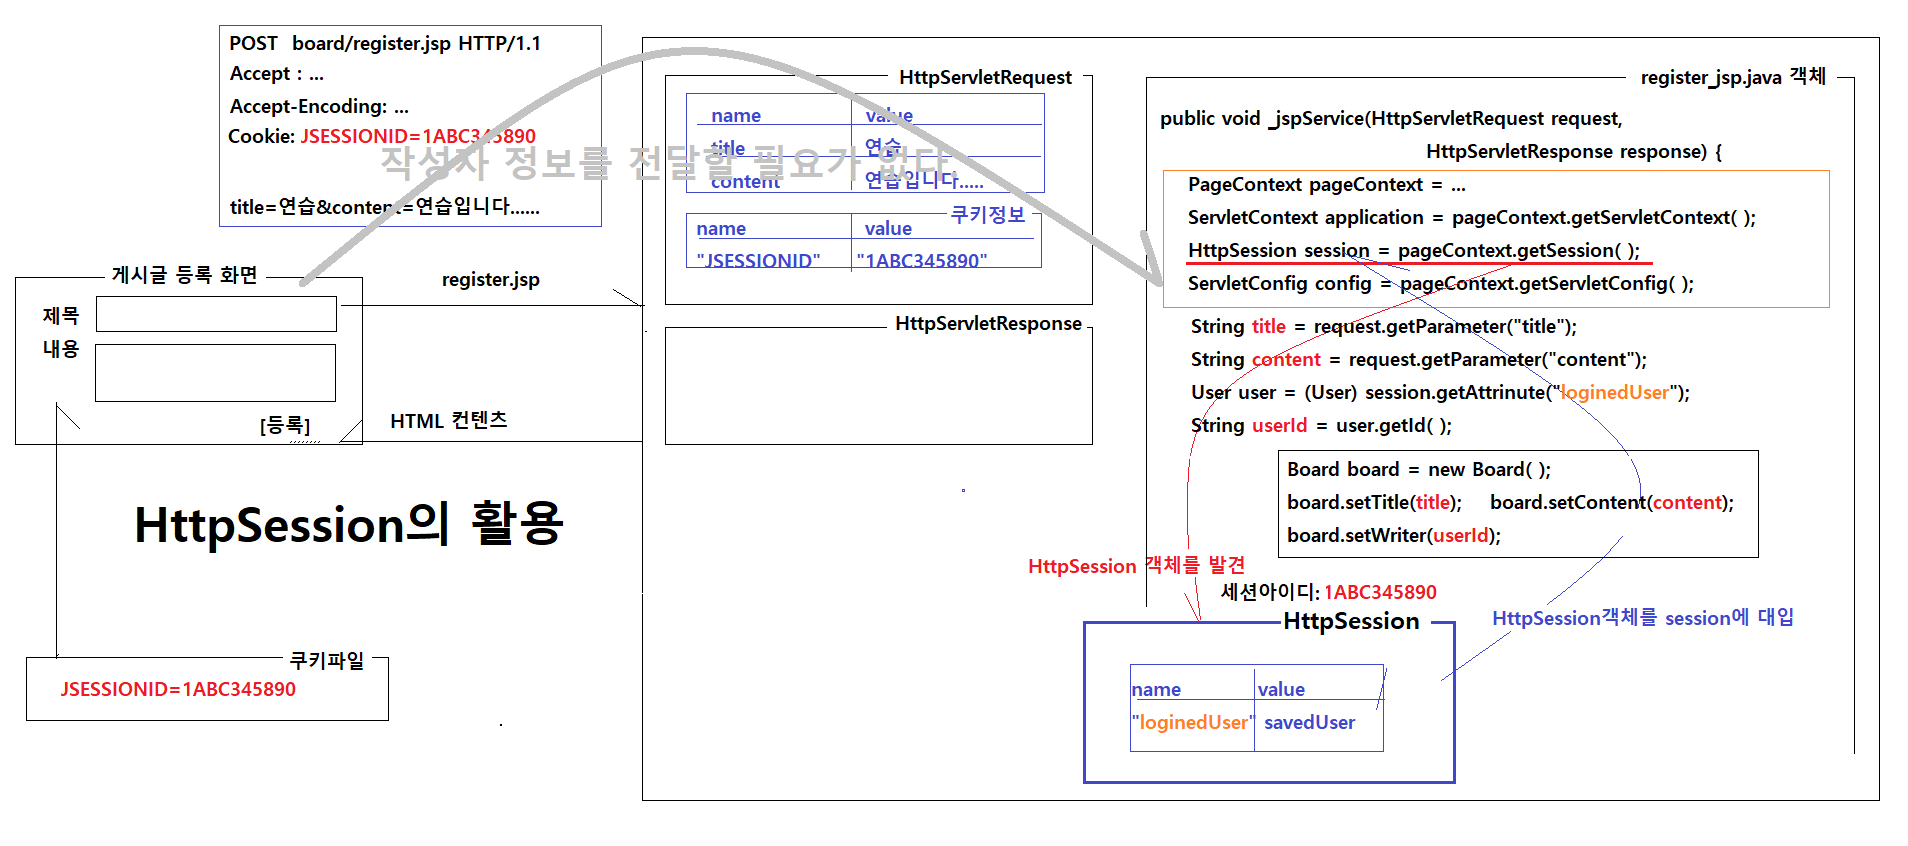 POST  board/register.jsp HTTP/1.1
Accept : ...
Accept-Encoding: ...
Cookie: JSESSIONID=1ABC345890
작성자 정보를 전달할 필요가 없다.
title=연습&content=연습입니다......
게시글 등록 화면
제목
내용
[등록]
register.jsp
HTML 컨텐츠
HttpSession의 활용
쿠키파일
JSESSIONID=1ABC345890
HttpServletRequest
name value
title 연습
content 연습입니다.....
쿠키정보
name value
"JSESSIONID" "1ABC345890"
HttpServletResponse
register_jsp.java 객체
public void _jspService(HttpServletRequest request,
HttpServletResponse response) {
PageContext pageContext = ...
ServletContext application = pageContext.getServletContext( );
HttpSession session = pageContext.getSession( );
ServletConfig config = pageContext.getServletConfig( );
String title = request.getParameter("title");
String content = request.getParameter("content");
User user = (User) session.getAttrinute("loginedUser");
String userId = user.getId( );
Board board = new Board( );
board.setTitle(title);    board.setContent(content);
board.setWriter(userId);
HttpSession 객체를 발견
세션아이디: 1ABC345890
HttpSession객체를 session에 대입
HttpSession
name value
"loginedUser" savedUser